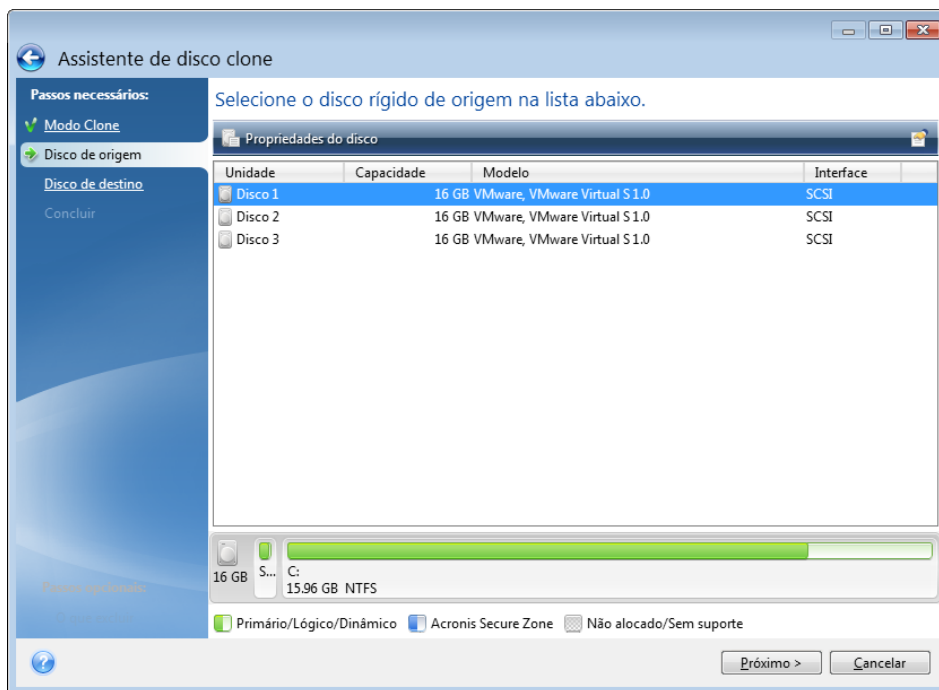 Assistente de disco clone
Passos necessários:
Modo Clone
Disco de origem
Disco de destino
Concluir
Selecione o disco rígido de origem na lista abaixo.
Propriedades do disco
Unidade Capacidade Modelo Interface
Disco 1 16 GB VMware, VMware Virtual S 1.0 SCSI
Disco 2 16 GB VMware, VMware Virtual S 1.0 SCSI
Disco 3 16 GB VMware, VMware Virtual S 1.0 SCSI
16 GB S... C:
15.96 GB NTFS
Passos opcionais:
Primário/Lógico/Dinâmico Acronis Secure Zone Não alocado/Sem suporte
Próximo > Cancelar